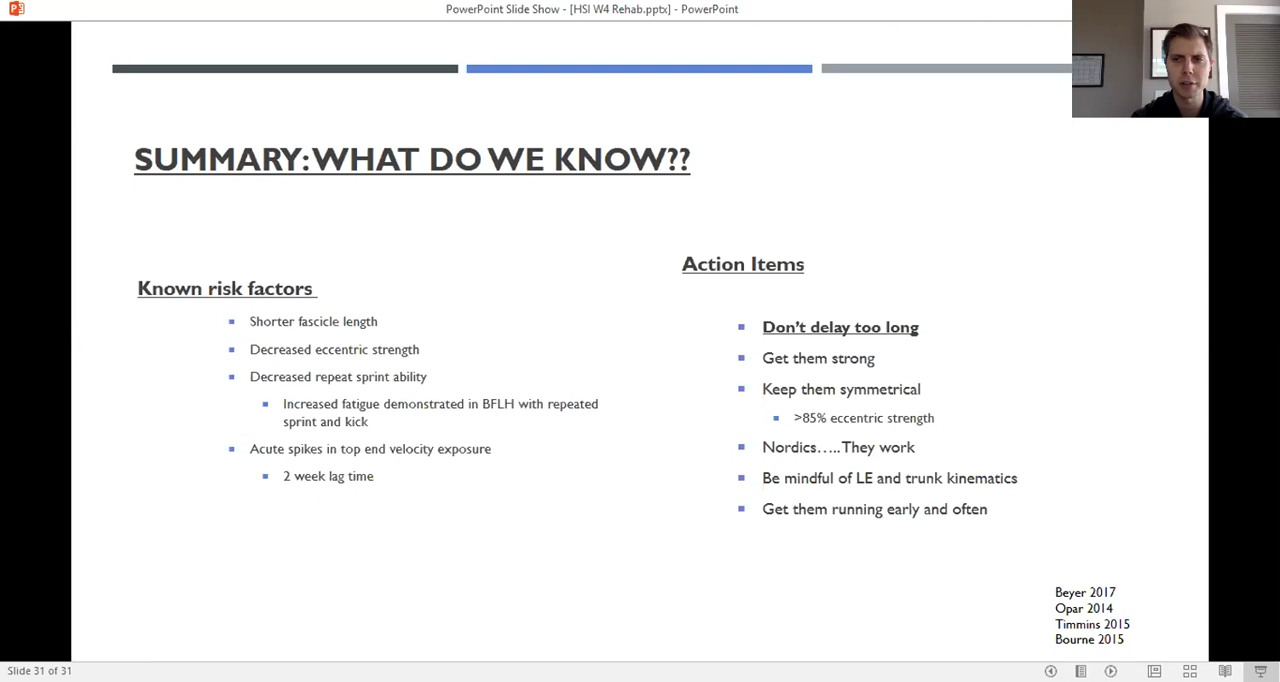 PowerPoint Slide Show - [HSI W4 Rehab.pptx] - PowerPoint
SUMMARY: WHAT DO WE KNOW??
Known risk factors
Shorter fascicle length
Decreased eccentric strength
Decreased repeat sprint ability
Increased fatigue demonstrated in BFLH with repeated
sprint and kick
Acute spikes in top end velocity exposure
2 week lag time
Action Items
Don't delay too long
Get them strong
Keep them symmetrical
>85% eccentric strength
Nordics…..They work
Be mindful of LE and trunk kinematics
Get them running early and often
Beyer 2017
Opar 2014
Timmins 2015
Bourne 2015
Slide 31 of 31